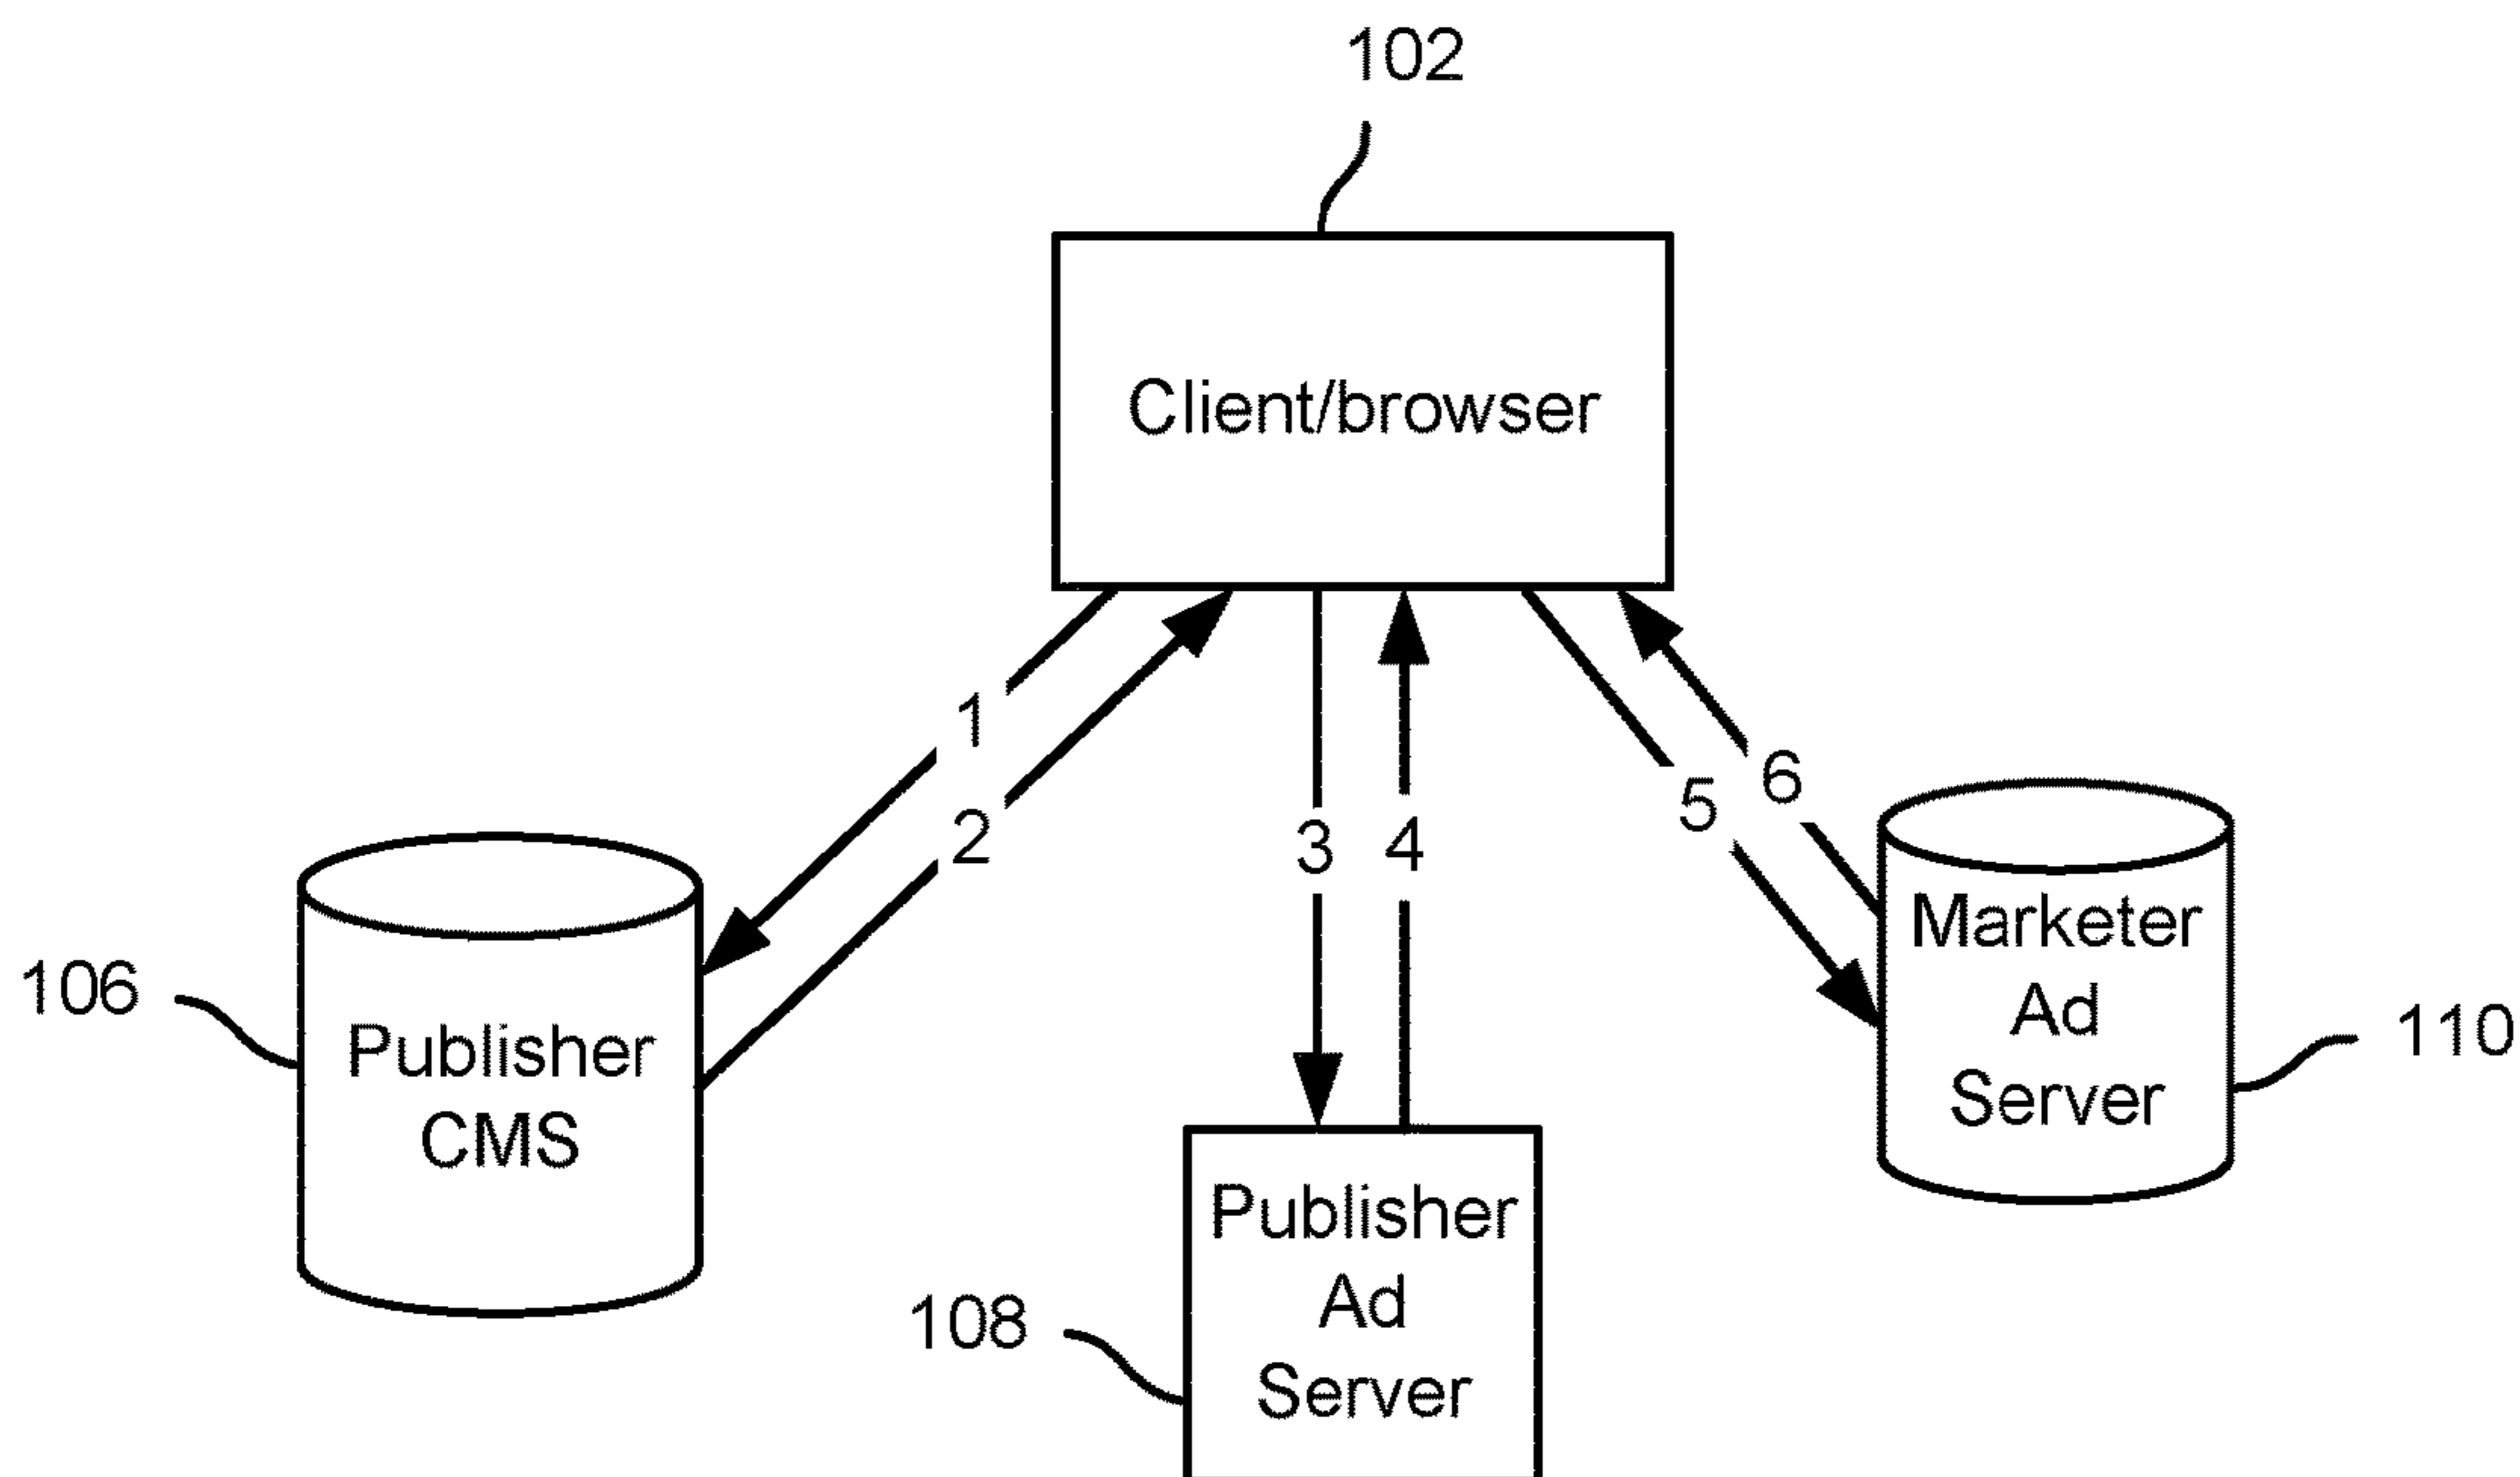 102
Client/browser
1
2
3
4
5
6
106
Publisher
CMS
Marketer
Ad
Server
110
108
Publisher
Ad
Server